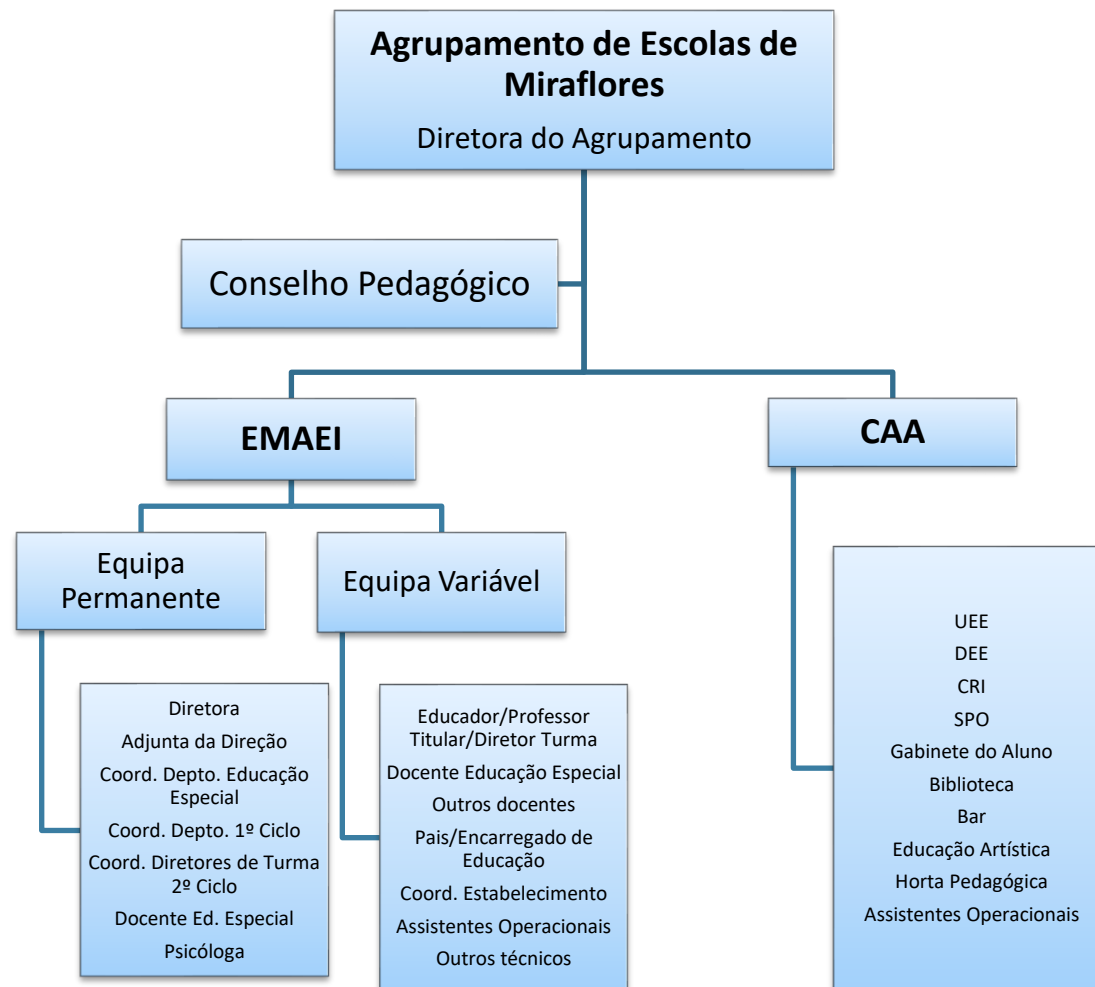 Agrupamento de Escolas de
Miraflores
Diretora do Agrupamento
Conselho Pedagógico
EMAEI
CAA
Equipa
Permanente
Equipa Variável
Diretora
Adjunta da Direção
Coord. Depto. Educação
Especial
Coord. Depto. 1º Ciclo
Coord. Diretores de Turma
2º Ciclo
Docente Ed. Especial
Psicóloga
Educador/Professor
Titular/Diretor Turma
Docente Educação Especial
Outros docentes
Pais/Encarregado de
Educação
Coord. Estabelecimento
Assistentes Operacionais
Outros técnicos
UEE
DEE
CRI
SPO
Gabinete do Aluno
Biblioteca
Bar
Educação Artística
Horta Pedagógica
Assistentes Operacionais